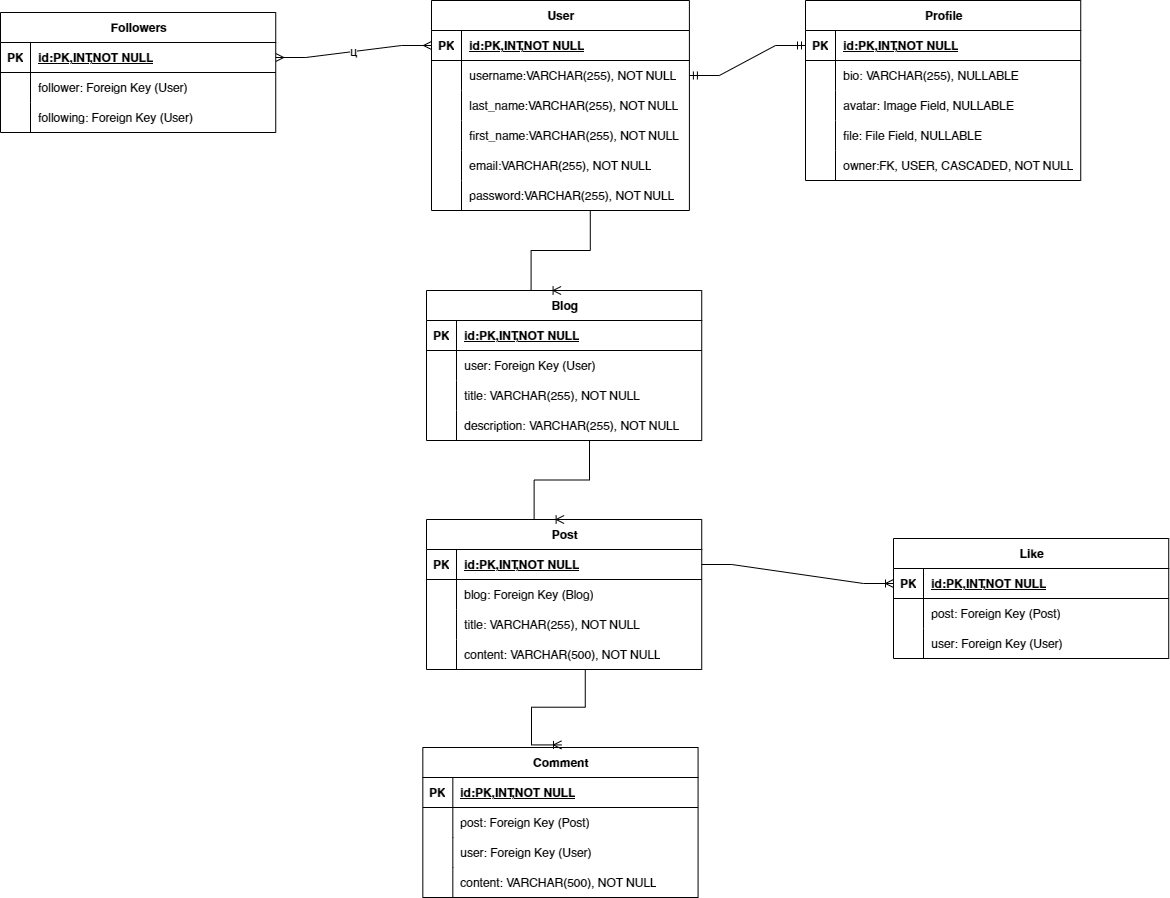 Followers
PK id:PK,INT,NOT NULL
follower: Foreign Key (User)
following: Foreign Key (User)
ц
User
PK id:PK,INT,NOT NULL
username:VARCHAR(255), NOT NULL
last_name:VARCHAR(255), NOT NULL
first_name:VARCHAR(255), NOT NULL
email:VARCHAR(255), NOT NULL
password:VARCHAR(255), NOT NULL
Profile
PK id:PK,INT,NOT NULL
bio: VARCHAR(255), NULLABLE
avatar: Image Field, NULLABLE
file: File Field, NULLABLE
owner:FK, USER, CASCADED, NOT NULL
Blog
PK id:PK,INT,NOT NULL
user: Foreign Key (User)
title: VARCHAR(255), NOT NULL
description: VARCHAR(255), NOT NULL
Post
PK id:PK,INT,NOT NULL
blog: Foreign Key (Blog)
title: VARCHAR(255), NOT NULL
content: VARCHAR(500), NOT NULL
Like
PK id:PK,INT,NOT NULL
post: Foreign Key (Post)
user: Foreign Key (User)
Comment
PK id:PK,INT,NOT NULL
post: Foreign Key (Post)
user: Foreign Key (User)
content: VARCHAR(500), NOT NULL